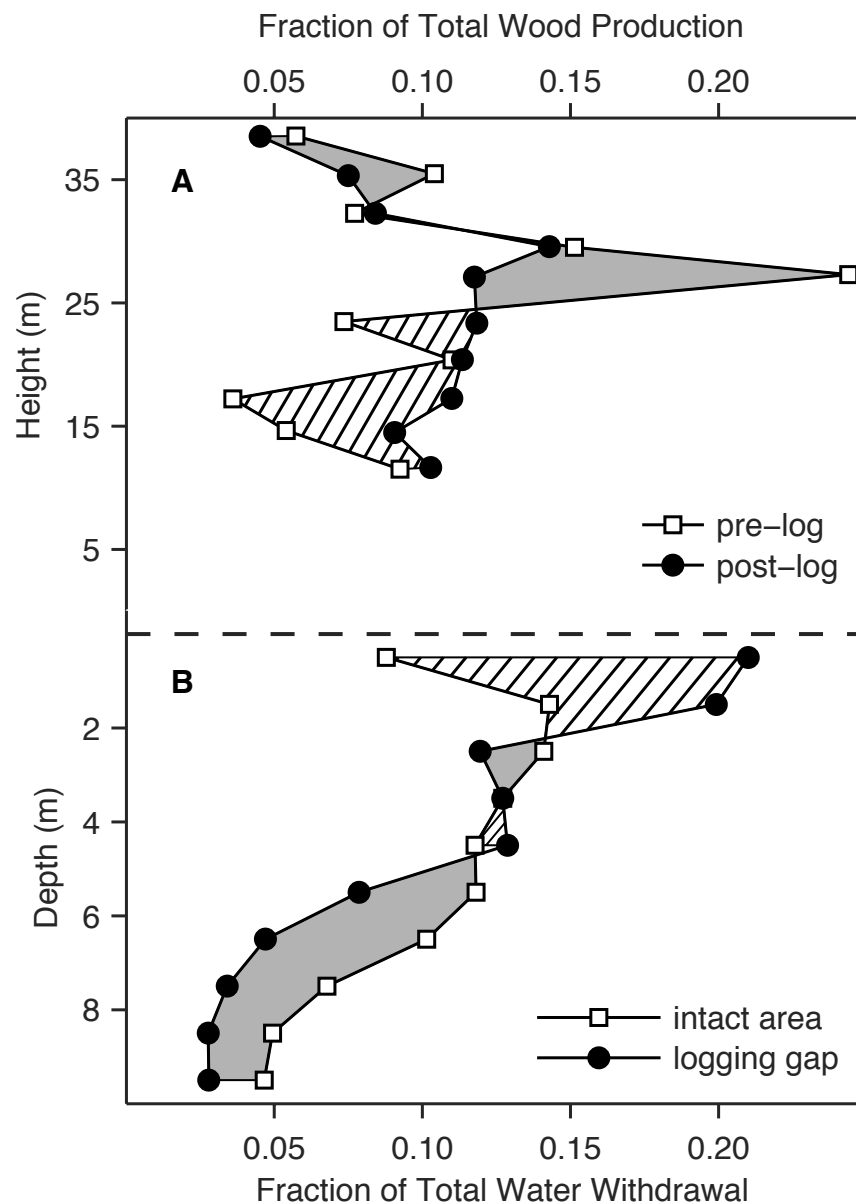 Fraction of Total Wood Production
0.05 0.10 0.15 0.20
A
35
25
15
5
Height (m)
pre–log
post–log
B
2
4
6
8
Depth (m)
intact area
logging gap
0.05 0.10 0.15 0.20
Fraction of Total Water Withdrawal